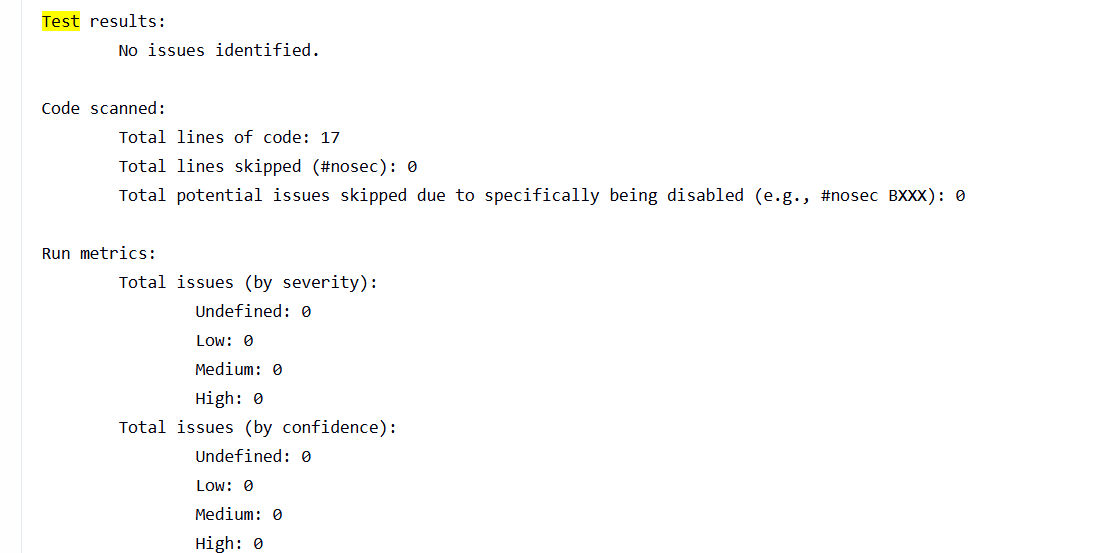 Test results:
No issues identified.
Code scanned:
Total lines of code: 17
Total lines skipped (#nosec): 0
Total potential issues skipped due to specifically being disabled (e.g., #nosec BXXX): 0
Run metrics:
Total issues (by severity):
Undefined: 0
Low: 0
Medium: 0
High: 0
Total issues (by confidence):
Undefined: 0
Low: 0
Medium: 0
High: 0